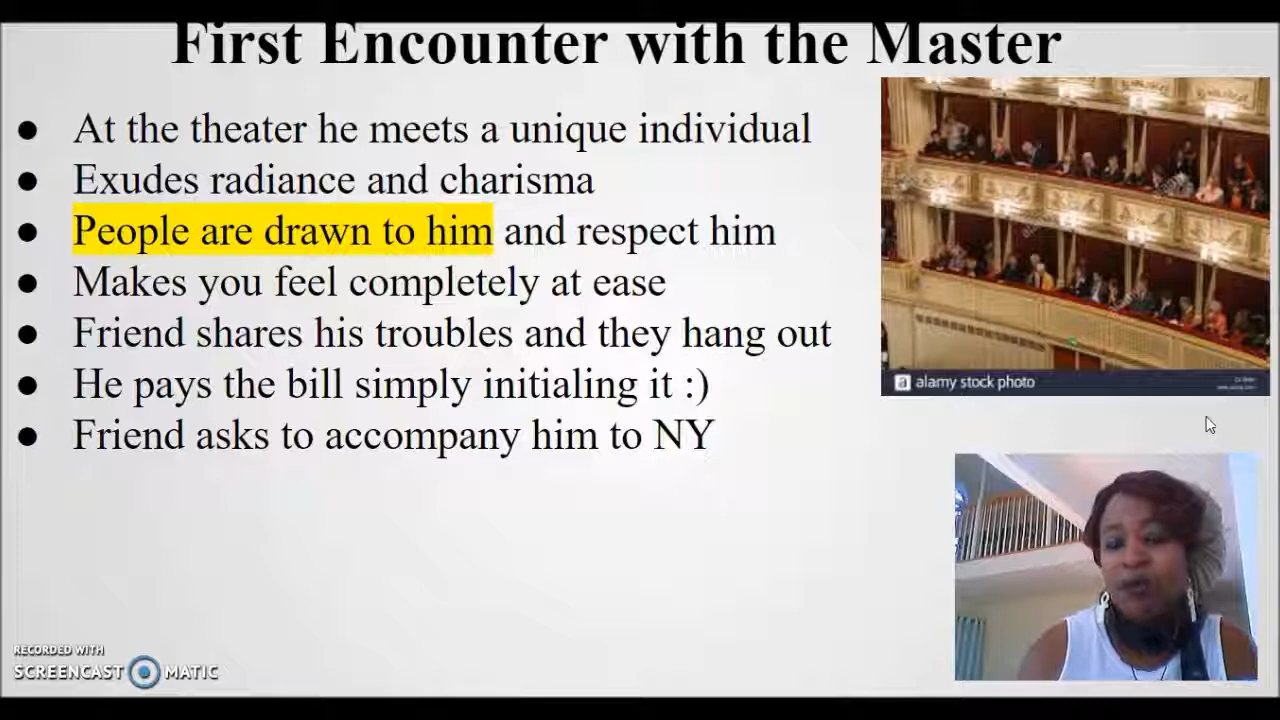 First Encounter with the Master
● At the theater he meets a unique individual
● Exudes radiance and charisma
● People are drawn to him and respect him
● Makes you feel completely at ease
● Friend shares his troubles and they hang out
● He pays the bill simply initialing it :)
● Friend asks to accompany him to NY
a alamy stock photo
RECORDED WITH
SCREENCAST MATIC